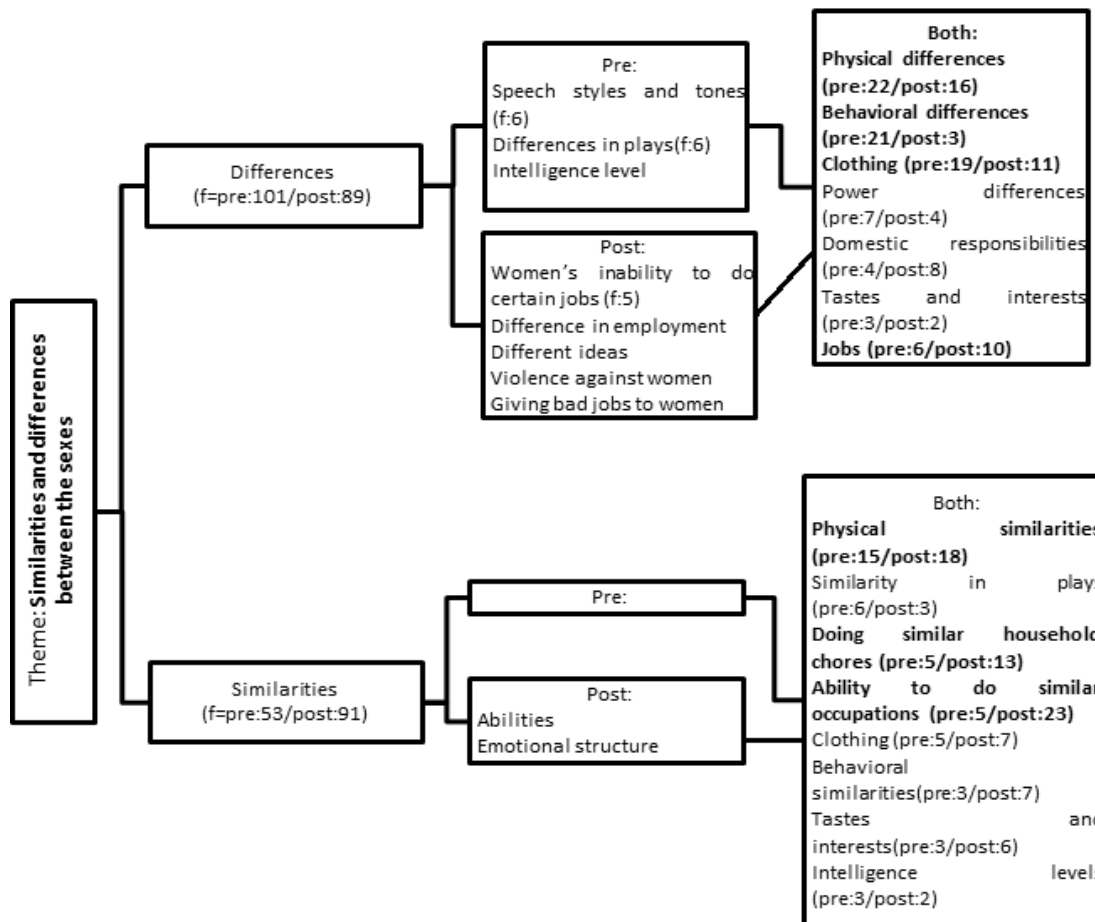 Theme: Similarities and differences
between the sexes
Differences
(f=pre:101/post:89)
Pre:
Speech styles and tones
(f:6)
Differences in plays(f:6)
Intelligence level
Post:
Women's inability to do
certain jobs (f:5)
Difference in employment
Different ideas
Violence against women
Giving bad jobs to women
Both:
Physical differences
(pre:22/post:16)
Behavioral differences
(pre:21/post:3)
Clothing (pre:19/post:11)
Power differences
(pre:7/post:4)
Domestic responsibilities
(pre:4/post:8)
Tastes and interests
(pre:3/post:2)
Jobs (pre:6/post:10)
Similarities
(f=pre:53/post:91)
Pre:
Post:
Abilities
Emotional structure
Both:
Physical similarities
(pre:15/post:18)
Similarity in plays
(pre:6/post:3)
Doing similar household
chores (pre:5/post:13)
Ability to do similar
occupations (pre:5/post:23)
Clothing (pre:5/post:7)
Behavioral
similarities(pre:3/post:7)
Tastes and
interests(pre:3/post:6)
Intelligence levels
(pre:3/post:2)